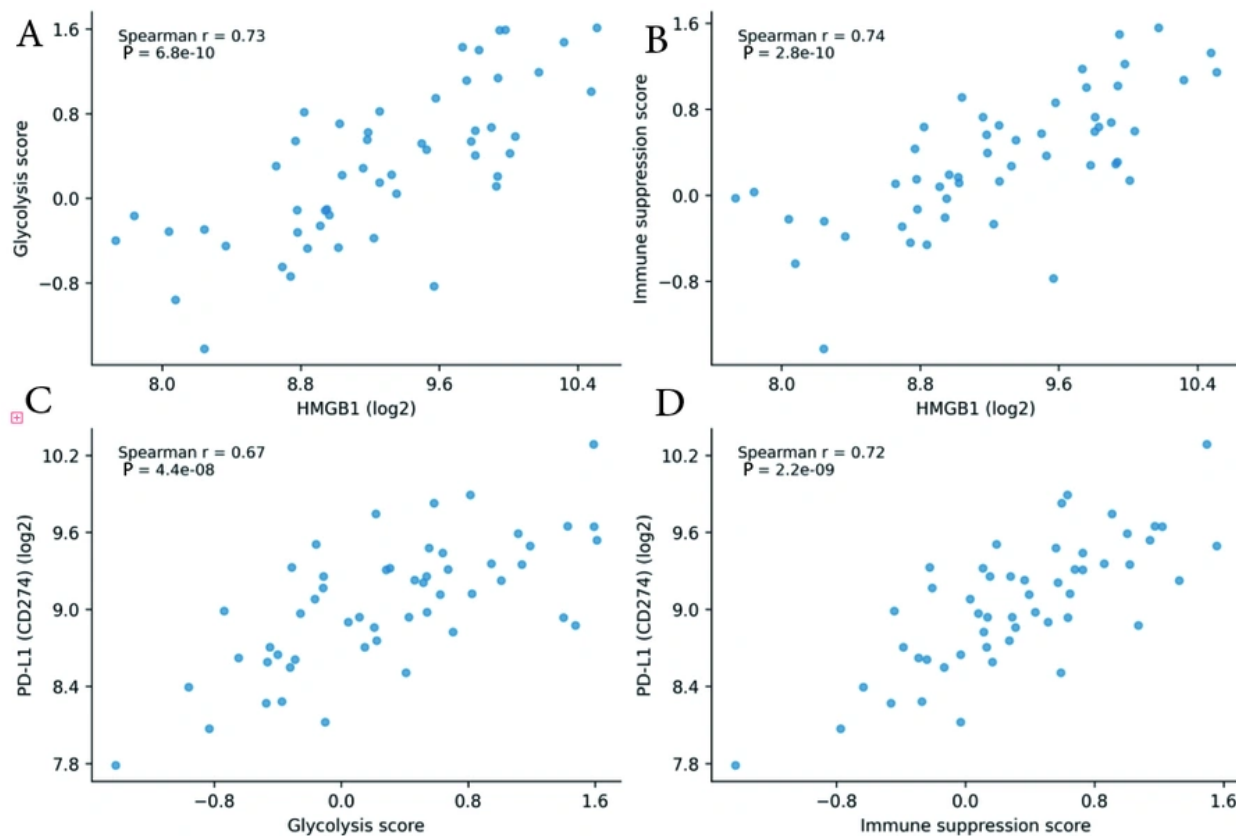 A
Spearman r = 0.73
P = 6.8e-10
1.6
0.8
0.0
−0.8
Glycolysis score
8.0 8.8 9.6 10.4
HMGB1 (log2)
B
Spearman r = 0.74
P = 2.8e-10
1.6
0.8
0.0
−0.8
Immune suppression score
8.0 8.8 9.6 10.4
HMGB1 (log2)
C
Spearman r = 0.67
P = 4.4e-08
10.2
9.6
9.0
8.4
7.8
PD-L1 (CD274) (log2)
−0.8 0.0 0.8 1.6
Glycolysis score
D
Spearman r = 0.72
P = 2.2e-09
10.2
9.6
9.0
8.4
7.8
PD-L1 (CD274) (log2)
−0.8 0.0 0.8 1.6
Immune suppression score